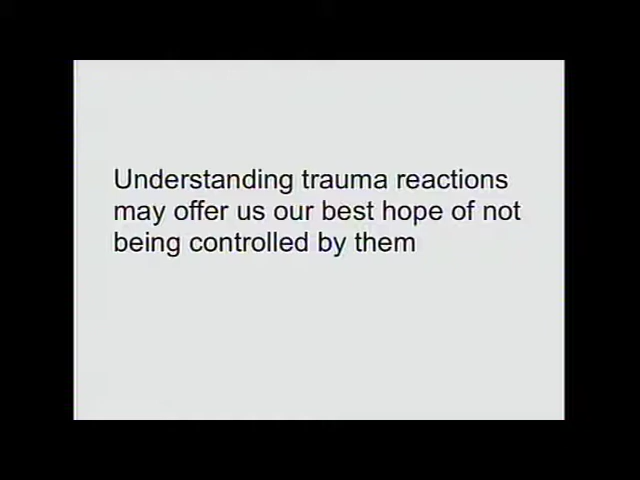 Understanding trauma reactions
may offer us our best hope of not
being controlled by them